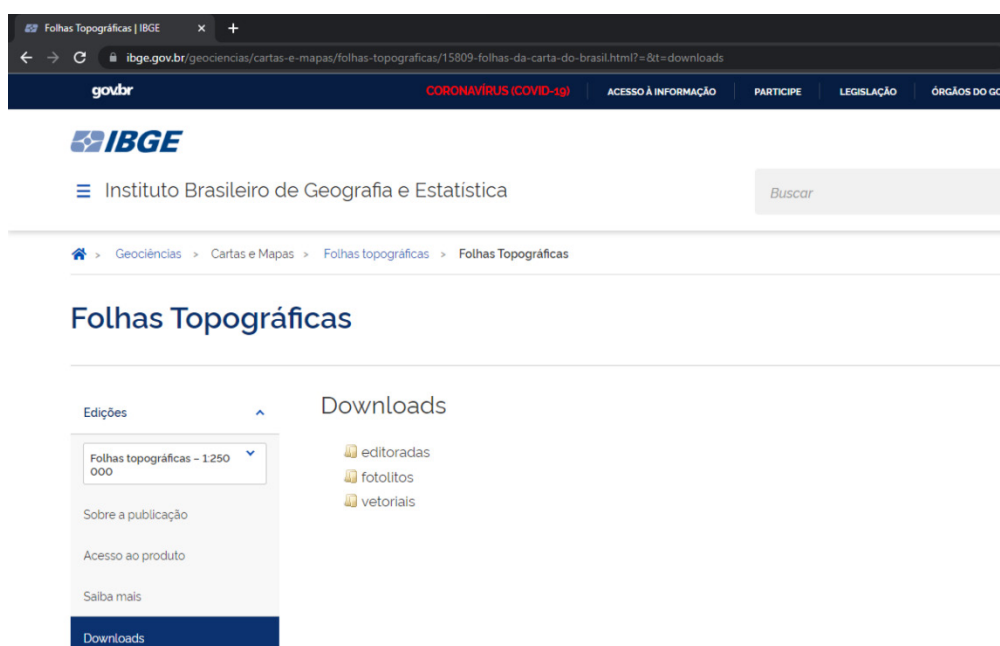 Folhas Topográficas | IBGE
ibge.gov.br/geociencias/cartas-e-mapas/folhas-topograficas/15809-folhas-da-carta-do-brasil.html?=&t=downloads
gov.br CORONAVÍRUS (COVID-19) ACESSO À INFORMAÇÃO PARTICIPE LEGISLAÇÃO ÓRGÃOS DO GO
IBGE
Instituto Brasileiro de Geografia e Estatística
Buscar
> Geociências > Cartas e Mapas > Folhas topográficas > Folhas Topográficas
Folhas Topográficas
Edições
Folhas topográficas – 1:250
000
Sobre a publicação
Acesso ao produto
Saiba mais
Downloads
Downloads
editoradas
fotolitos
vetoriais